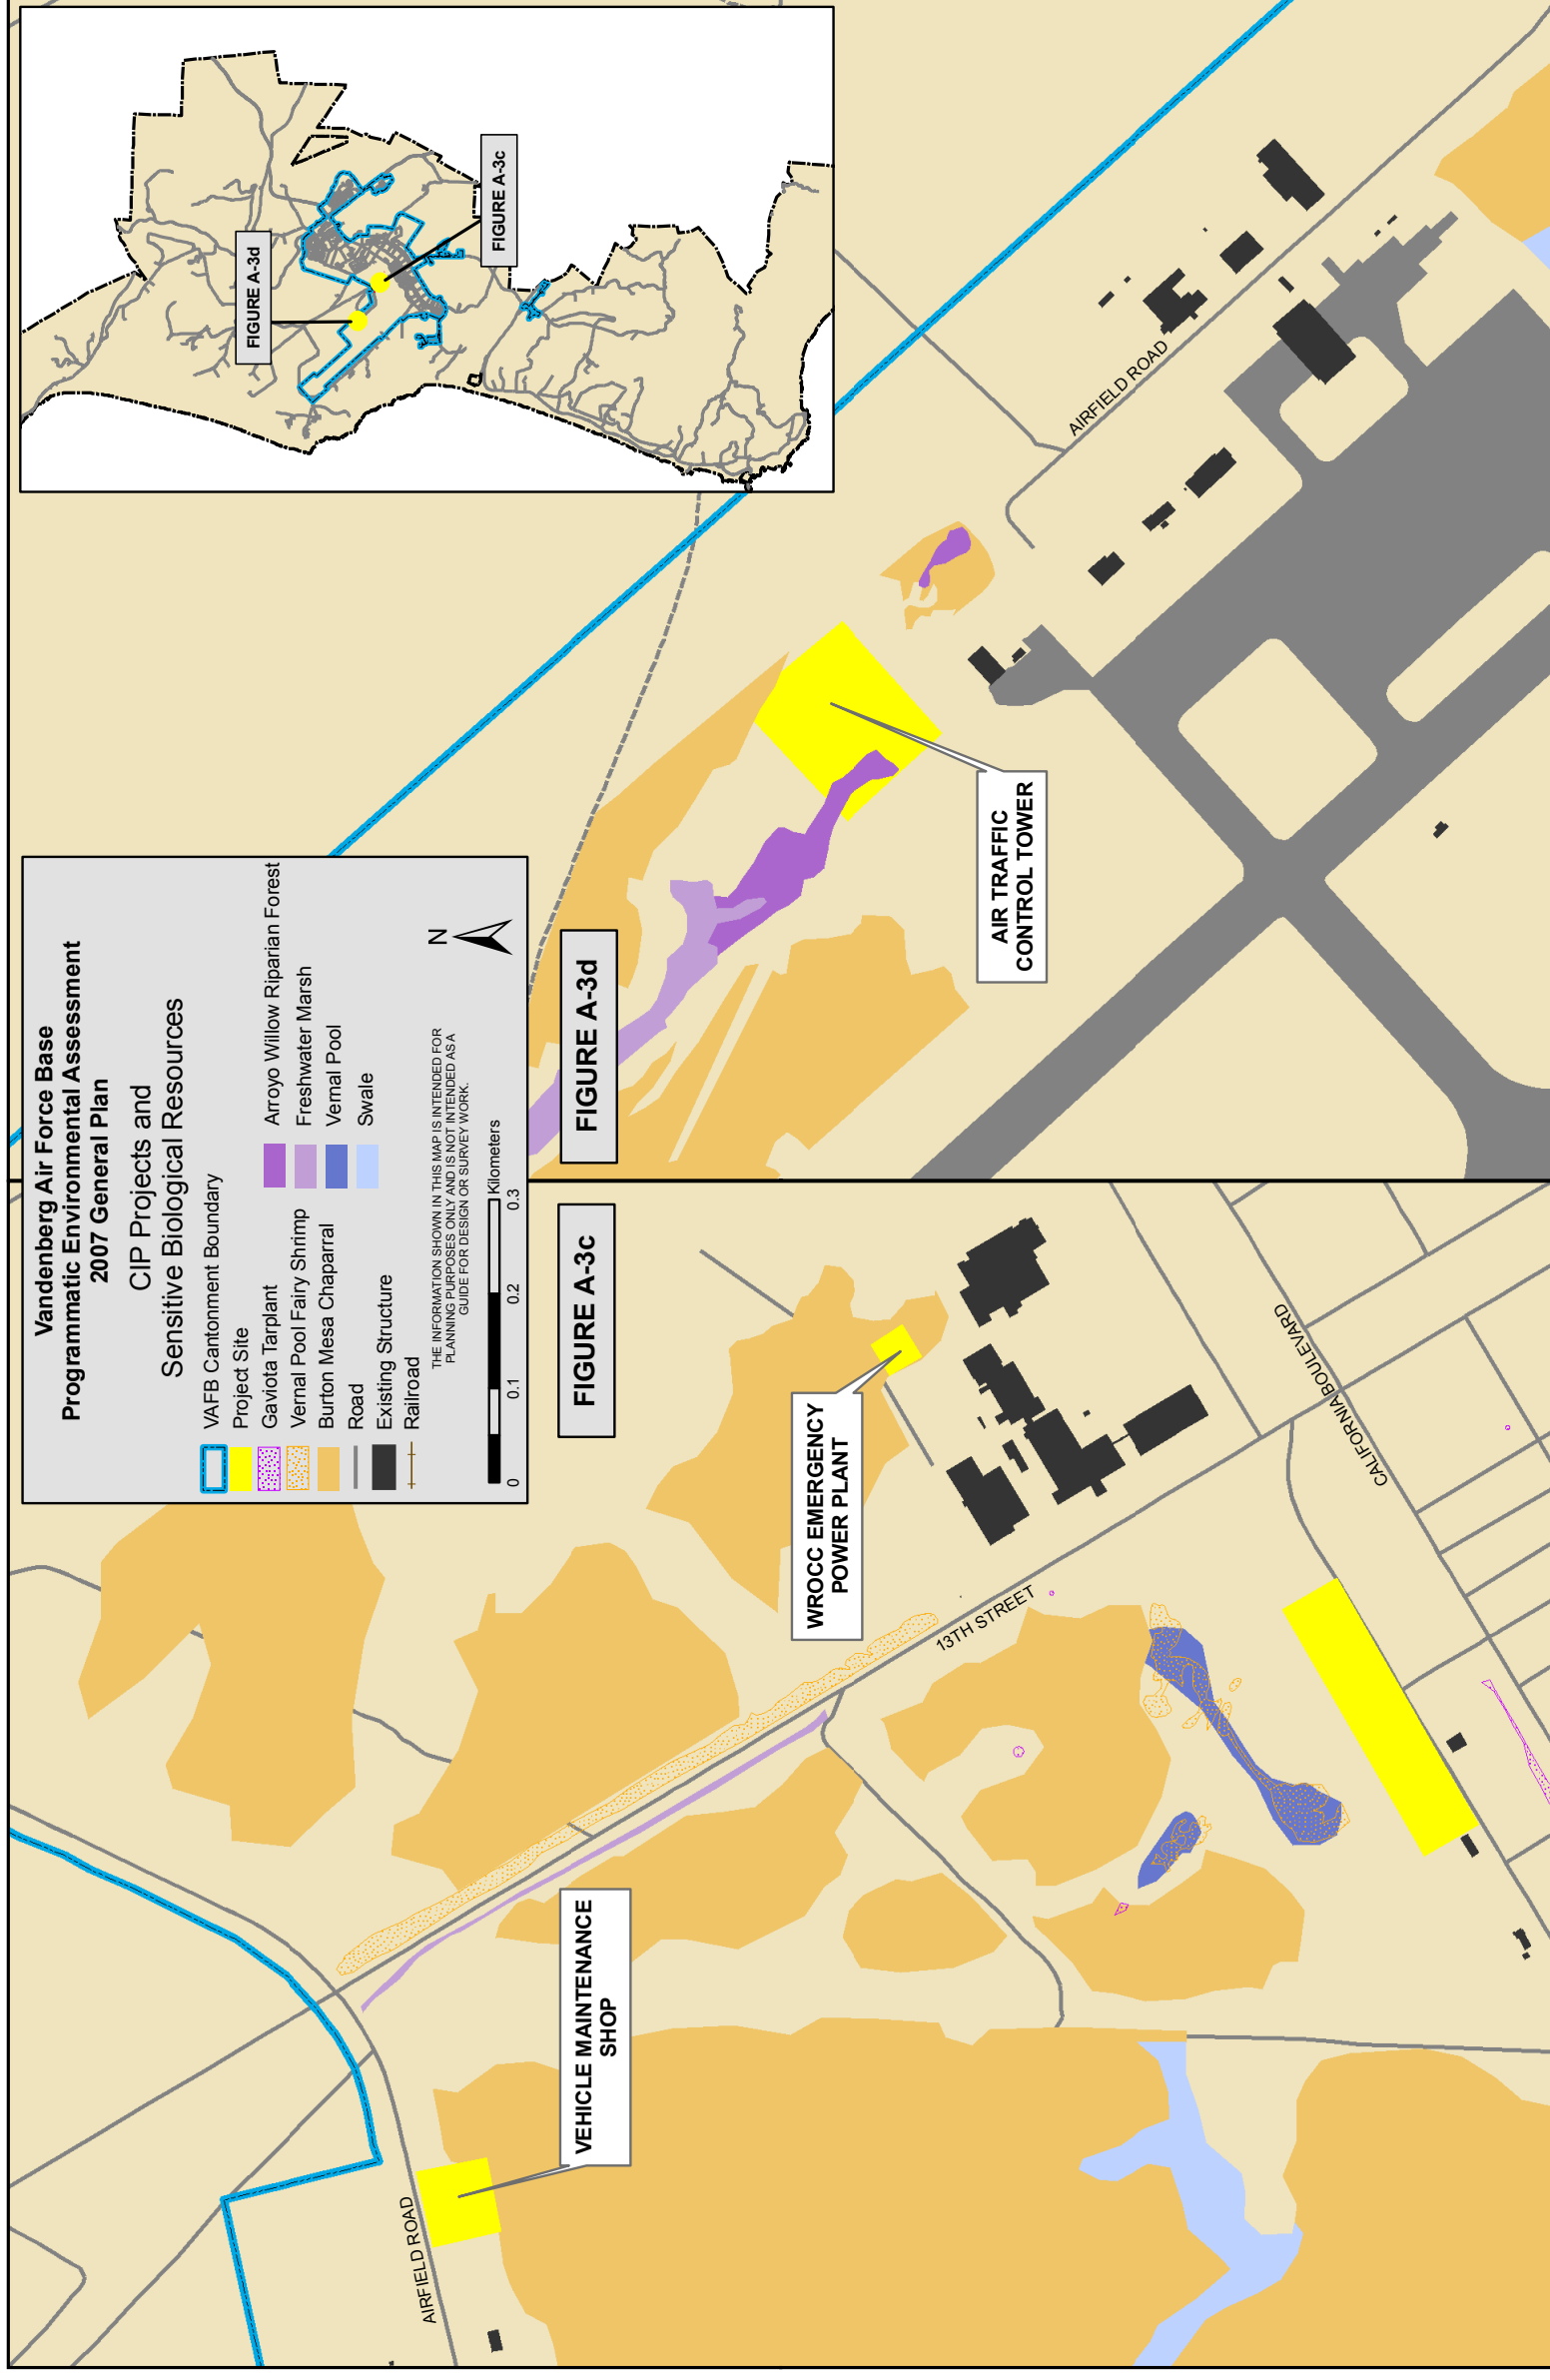 Vandenberg Air Force Base
Programmatic Environmental Assessment
2007 General Plan
CIP Projects and
Sensitive Biological Resources
VAFB Cantonment Boundary
Project Site
Gaviota Tarplant
Vernal Pool Fairy Shrimp
Burton Mesa Chaparral
Road
Existing Structure
Railroad
Arroyo Willow Riparian Forest
Freshwater Marsh
Vernal Pool
Swale
N
THE INFORMATION SHOWN IN THIS MAP IS INTENDED FOR
PLANNING PURPOSES ONLY AND IS NOT INTENDED AS A
GUIDE FOR DESIGN OR SURVEY WORK.
0 0.1 0.2 0.3
Kilometers
FIGURE A-3d
FIGURE A-3c
FIGURE A-3c
VEHICLE MAINTENANCE
SHOP
WROCC EMERGENCY
POWER PLANT
AIRFIELD ROAD
13TH STREET
CALIFORNIA BOULEVARD
FIGURE A-3d
AIR TRAFFIC
CONTROL TOWER
AIRFIELD ROAD